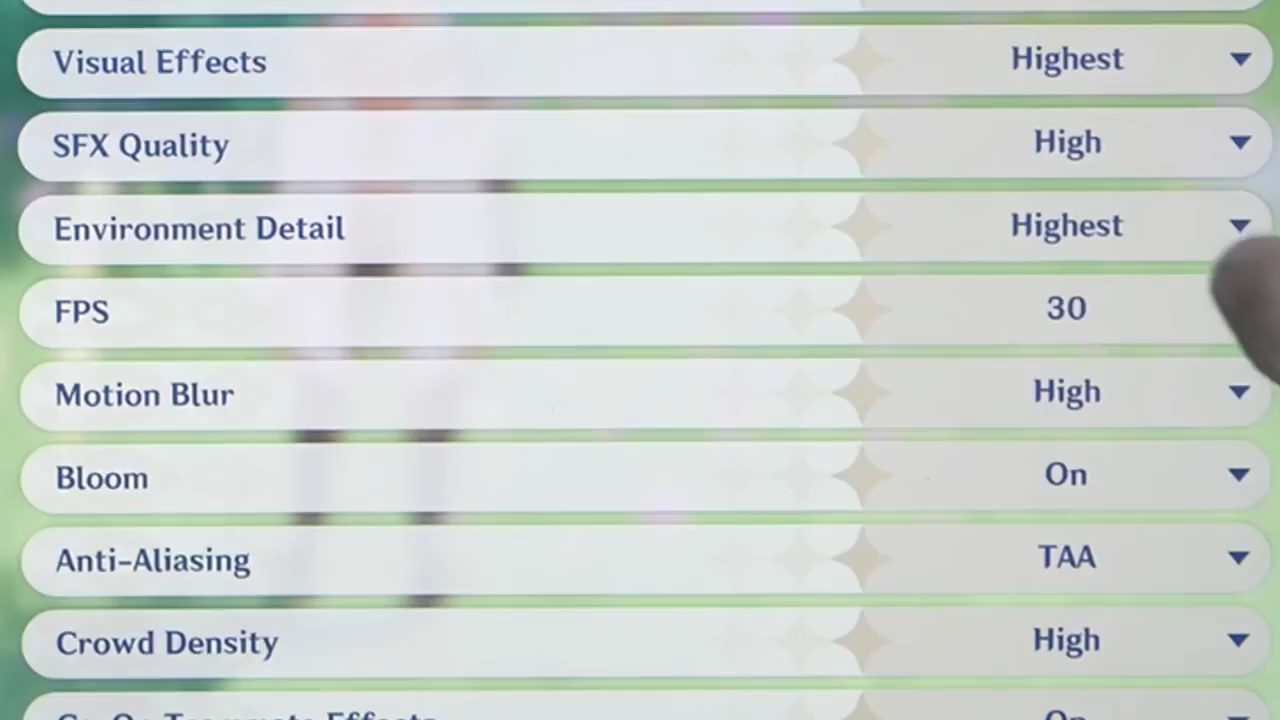 Visual Effects Highest
SFX Quality High
Environment Detail Highest
FPS 30
Motion Blur High
Bloom On
Anti-Aliasing TAA
Crowd Density High